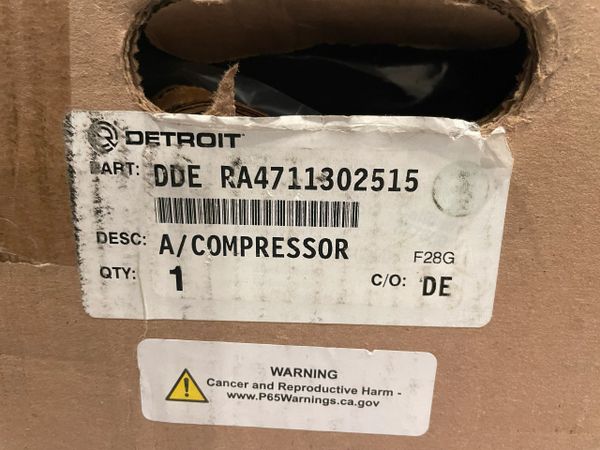 DETROIT
PART: DDE RA4711302515
DESC: A/COMPRESSOR F28G
QTY: 1 C/O: DE
WARNING
Cancer and Reproductive Harm -
www.P65Warnings.ca.gov